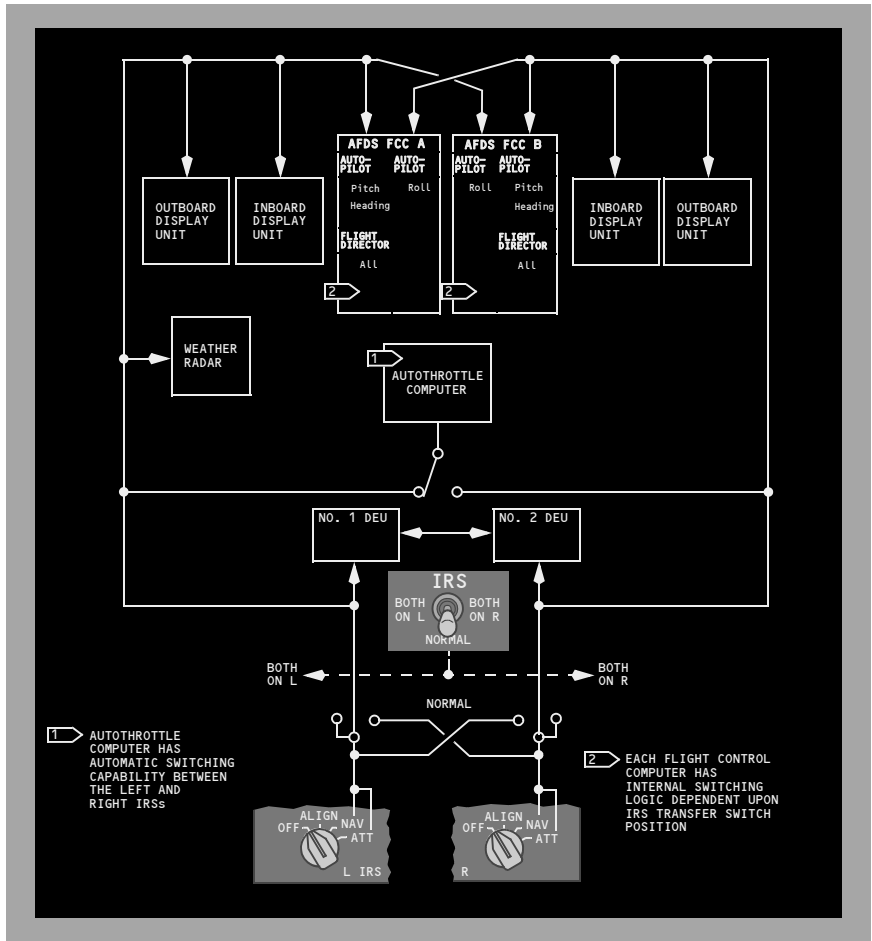 AFDS FCC A
AUTO-
PILOT
AUTO-
PILOT
Pitch
Roll
Heading
FLIGHT
DIRECTOR
All
2
AFDS FCC B
AUTO-
PILOT
AUTO-
PILOT
Roll
Pitch
Heading
FLIGHT
DIRECTOR
All
2
OUTBOARD
DISPLAY
UNIT
INBOARD
DISPLAY
UNIT
INBOARD
DISPLAY
UNIT
OUTBOARD
DISPLAY
UNIT
WEATHER
RADAR
1
AUTOTHROTTLE
COMPUTER
NO. 1 DEU
NO. 2 DEU
IRS
BOTH
ON L
BOTH
ON R
NORMAL
BOTH
ON L
BOTH
ON R
NORMAL
1
AUTOTHROTTLE
COMPUTER HAS
AUTOMATIC SWITCHING
CAPABILITY BETWEEN
THE LEFT AND
RIGHT IRSs
2
EACH FLIGHT CONTROL
COMPUTER HAS
INTERNAL SWITCHING
LOGIC DEPENDENT UPON
IRS TRANSFER SWITCH
POSITION
ALIGN
OFF
NAV
ATT
L IRS
ALIGN
OFF
NAV
ATT
R